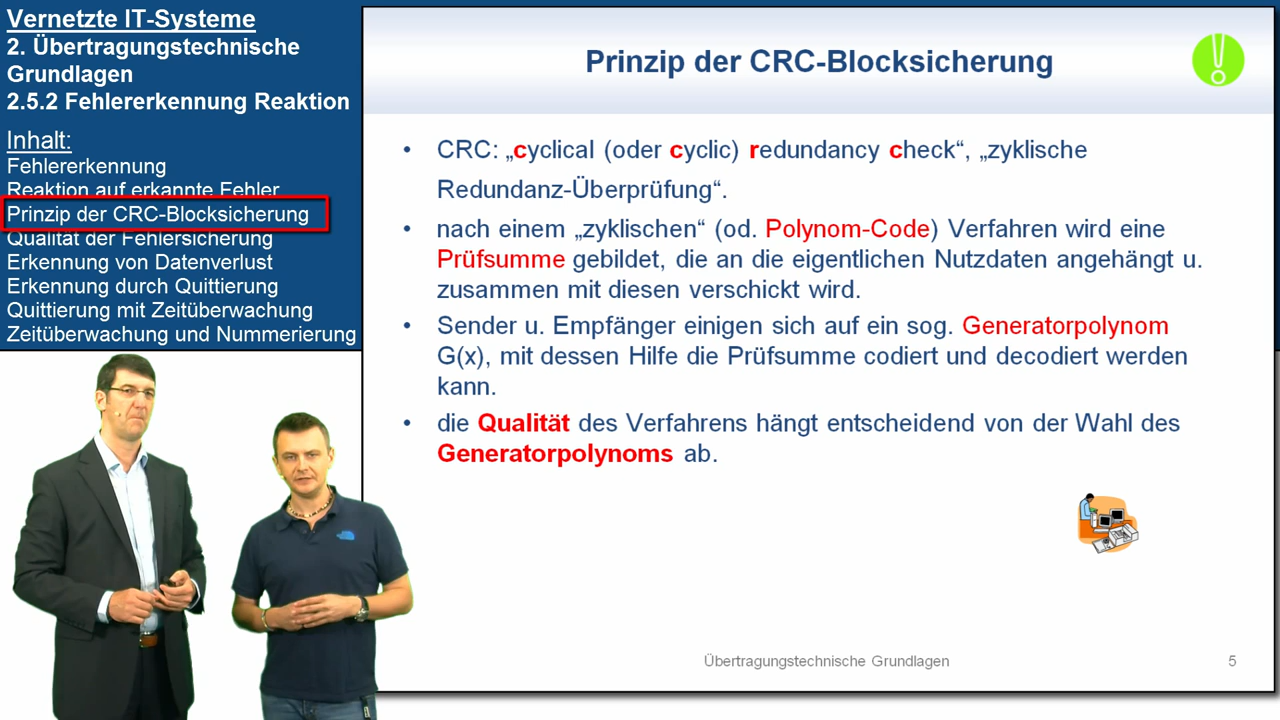 Vernetzte IT-Systeme
2. Übertragungstechnische
Grundlagen
2.5.2 Fehlererkennung Reaktion
Inhalt:
Fehlererkennung
Reaktion auf erkannte Fehler
Prinzip der CRC-Blocksicherung
Qualität der Fehlersicherung
Erkennung von Datenverlust
Erkennung durch Quittierung
Quittierung mit Zeitüberwachung
Zeitüberwachung und Nummerierung
Prinzip der CRC-Blocksicherung
• CRC: „cyclical (oder cyclic) redundancy check“, „zyklische
Redundanz-Überprüfung“.
• nach einem „zyklischen“ (od. Polynom-Code) Verfahren wird eine
Prüfsumme gebildet, die an die eigentlichen Nutzdaten angehängt u.
zusammen mit diesen verschickt wird.
• Sender u. Empfänger einigen sich auf ein sog. Generatorpolynom
G(x), mit dessen Hilfe die Prüfsumme codiert und decodiert werden
kann.
• die Qualität des Verfahrens hängt entscheidend von der Wahl des
Generatorpolynoms ab.
Übertragungstechnische Grundlagen 5